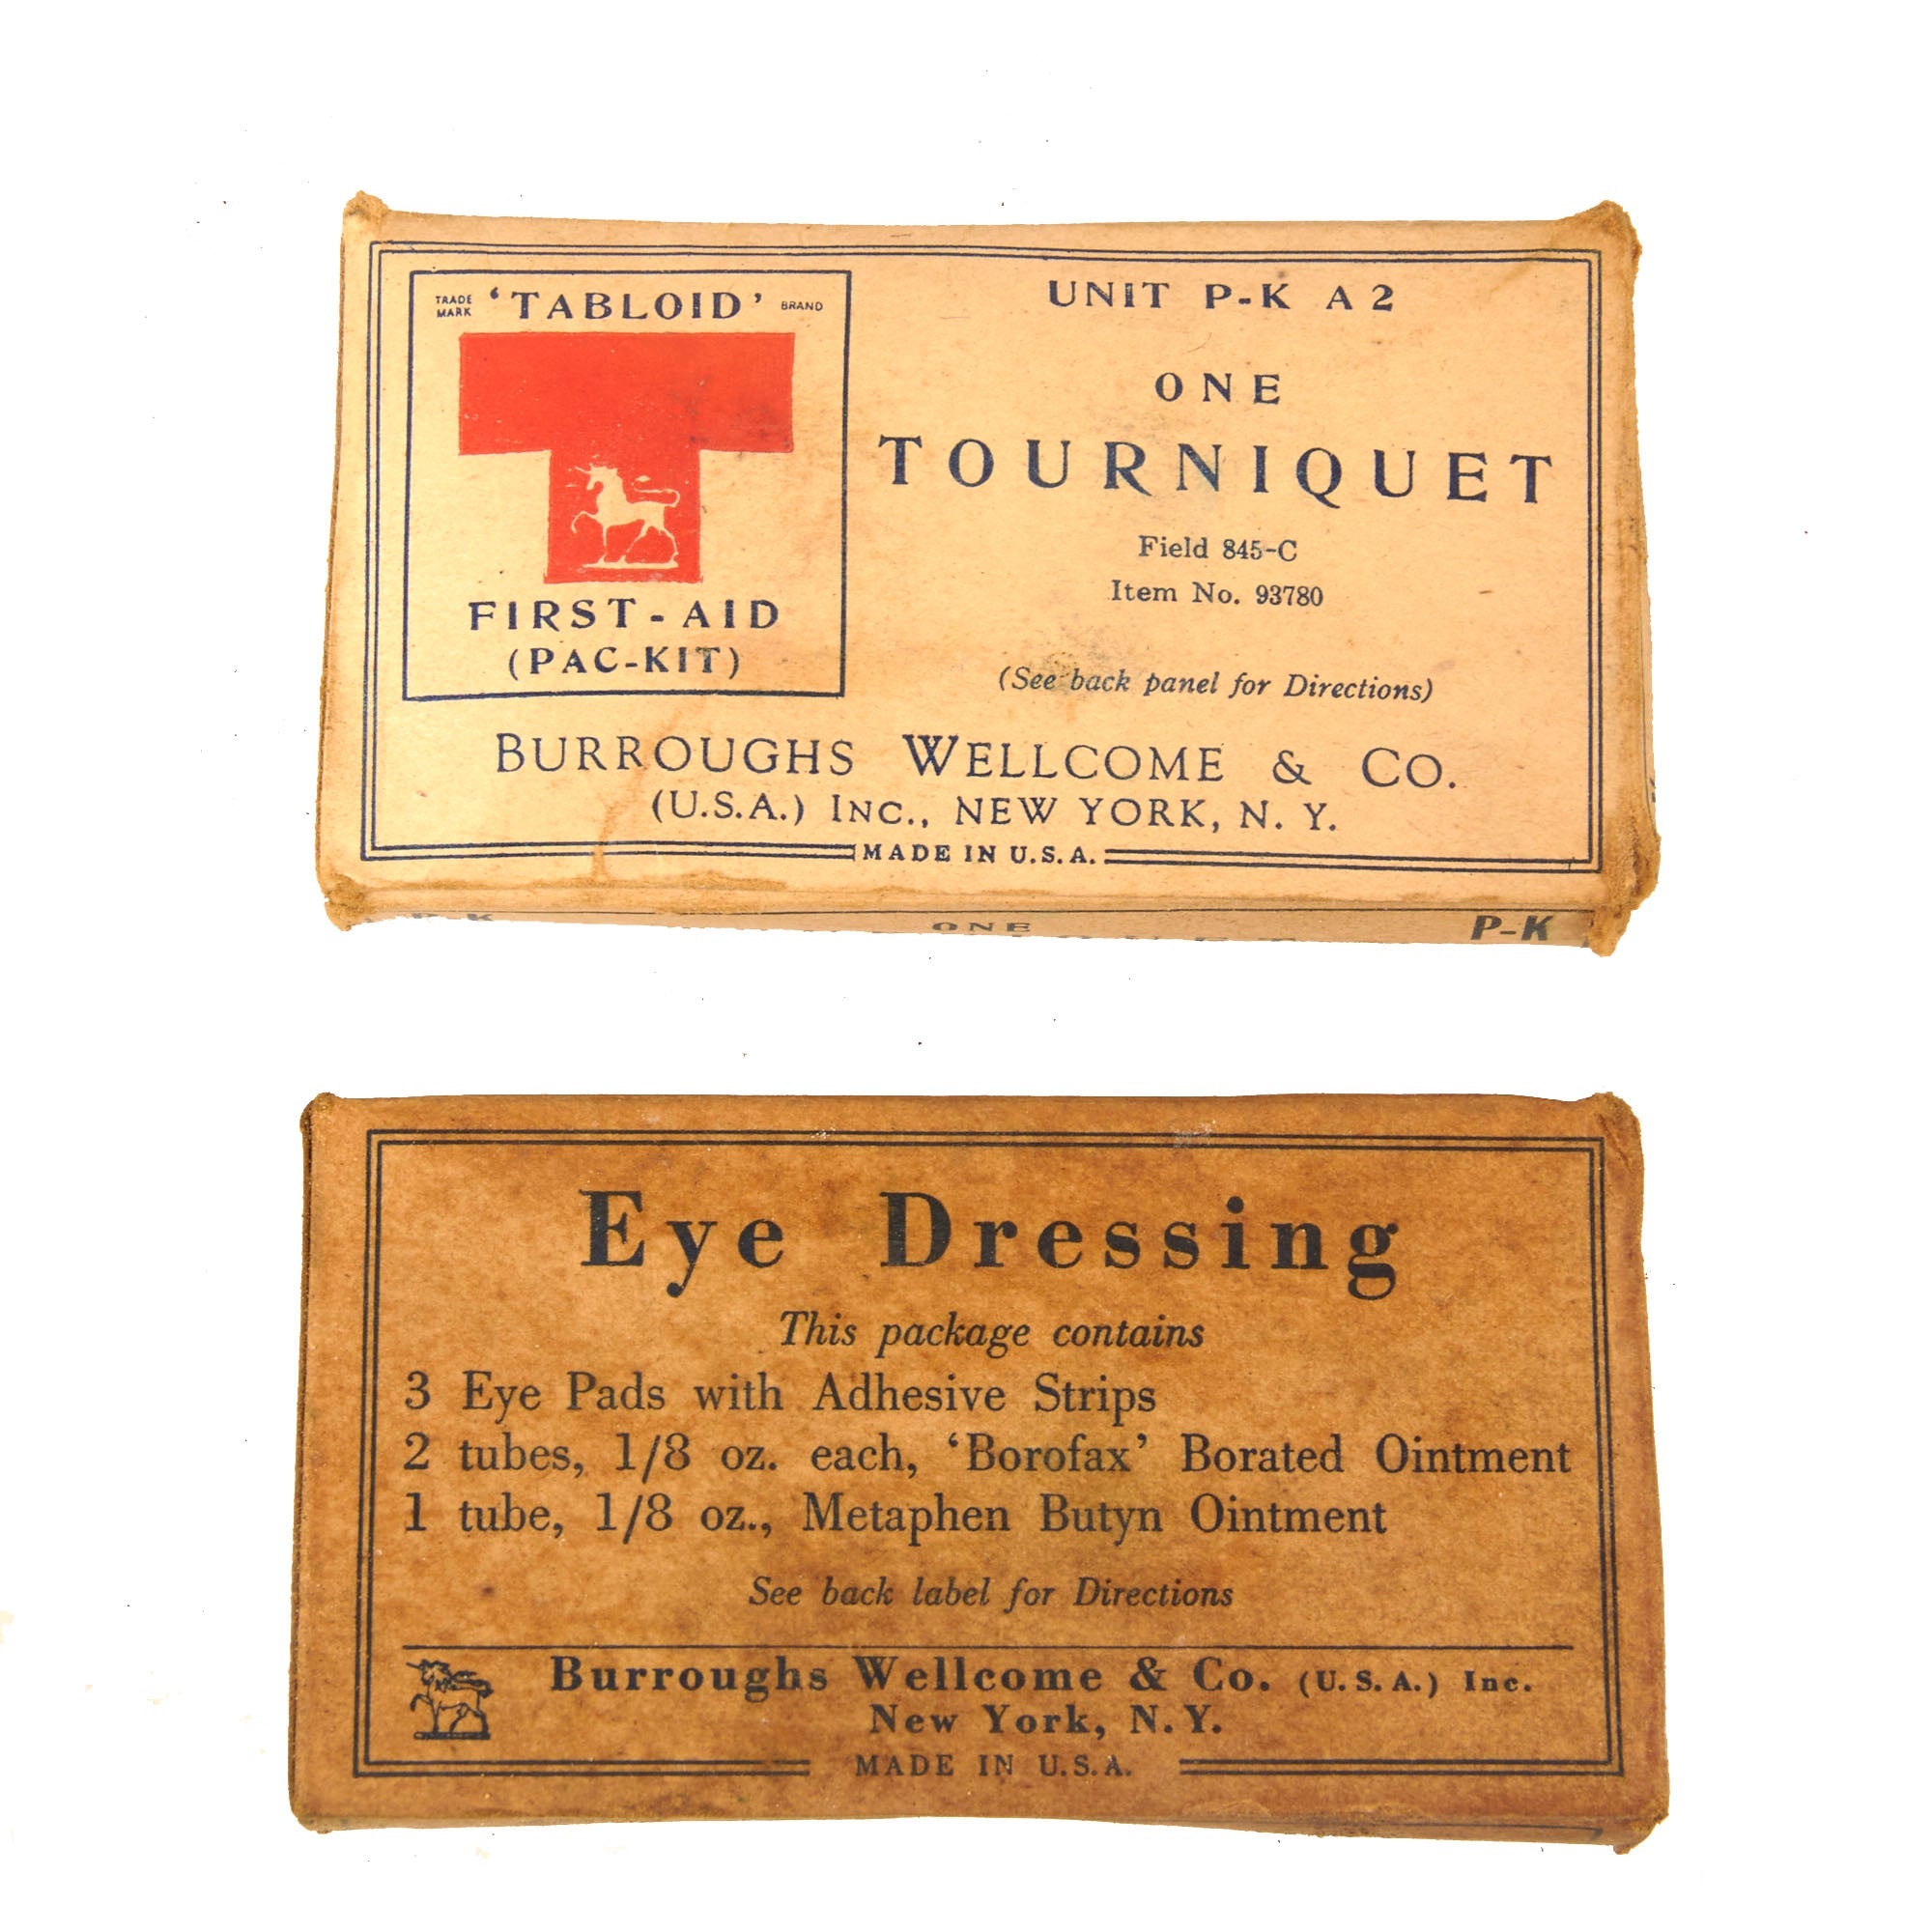 TRADE MARK 'TABLOID' BRAND
FIRST-AID
(PAC-KIT)
UNIT P-K A 2
ONE
TOURNIQUET
Field 845-C
Item No. 93780
(See back panel for Directions)
BURROUGHS WELLCOME & CO.
(U.S.A.) INC., NEW YORK, N. Y.
MADE IN U.S.A.
P-K ONE P-K
Eye Dressing
This package contains
3 Eye Pads with Adhesive Strips
2 tubes, 1/8 oz. each, 'Borofax' Borated Ointment
1 tube, 1/8 oz., Metaphen Butyn Ointment
See back label for Directions
Burroughs Wellcome & Co. (U.S.A.) Inc.
New York, N.Y.
MADE IN U.S.A.